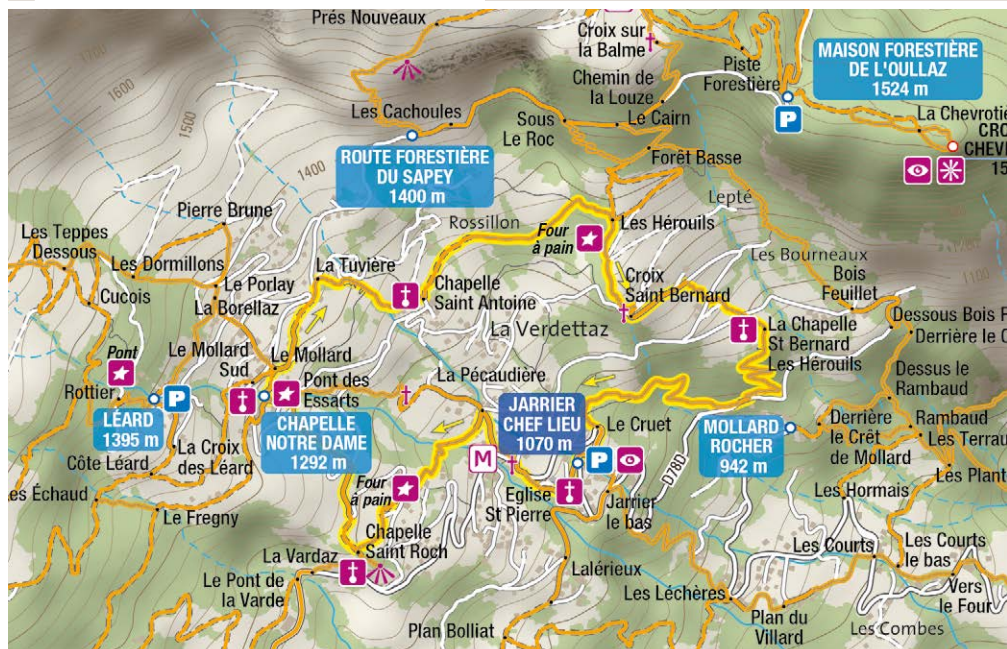 Prés Nouveaux
Croix sur
la Balme
Piste
Forestière
MAISON FORESTIÈRE
DE L'OULLAZ
1524 m
Chemin de
la Louze
1700
1600
1500
1400
Les Cachoules
Sous
Le Roc
Le Cairn
P
La Chevrotie
CRO
CHEV
15
ROUTE FORESTIÈRE
DU SAPEY
1400 m
Forêt Basse
Lepté
Pierre Brune
Rossillon
Four
à pain
Les Hérouils
Les Teppes
Dessous
Les Dormillons
La Tuvière
Croix
Saint Bernard
Les Bourneaux
1100
Bois
Feuillet
Cucois
Le Porlay
La Borellaz
Chapelle
Saint Antoine
La Verdettaz
La Chapelle
St Bernard
Les Hérouils
Dessous Bois F
Derrière le C
Pont
Le Mollard
Sud
Le Mollard
Dessus le
Rambaud
Rottier
P
Pont des
Essarts
La Pécaudière
LÉARD
1395 m
CHAPELLE
NOTRE DAME
1292 m
JARRIER
CHEF LIEU
1070 m
Le Cruet
MOLLARD
ROCHER
942 m
Derrière
le Crêt
de Mollard
Rambaud
Les Terrau
La Croix
des Léard
Côte Léard
M
P
D780
Les Plant
Les Échaud
Four
à pain
Eglise
St Pierre
Jarrier
le bas
Les Hormais
Le Fregny
Chapelle
Saint Roch
La Vardaz
Les Courts
Les Courts
le bas
Le Pont de
la Varde
Lalérieux
Les Léchères
Vers
le Four
Plan Bolliat
Plan du
Villard
Les Combes